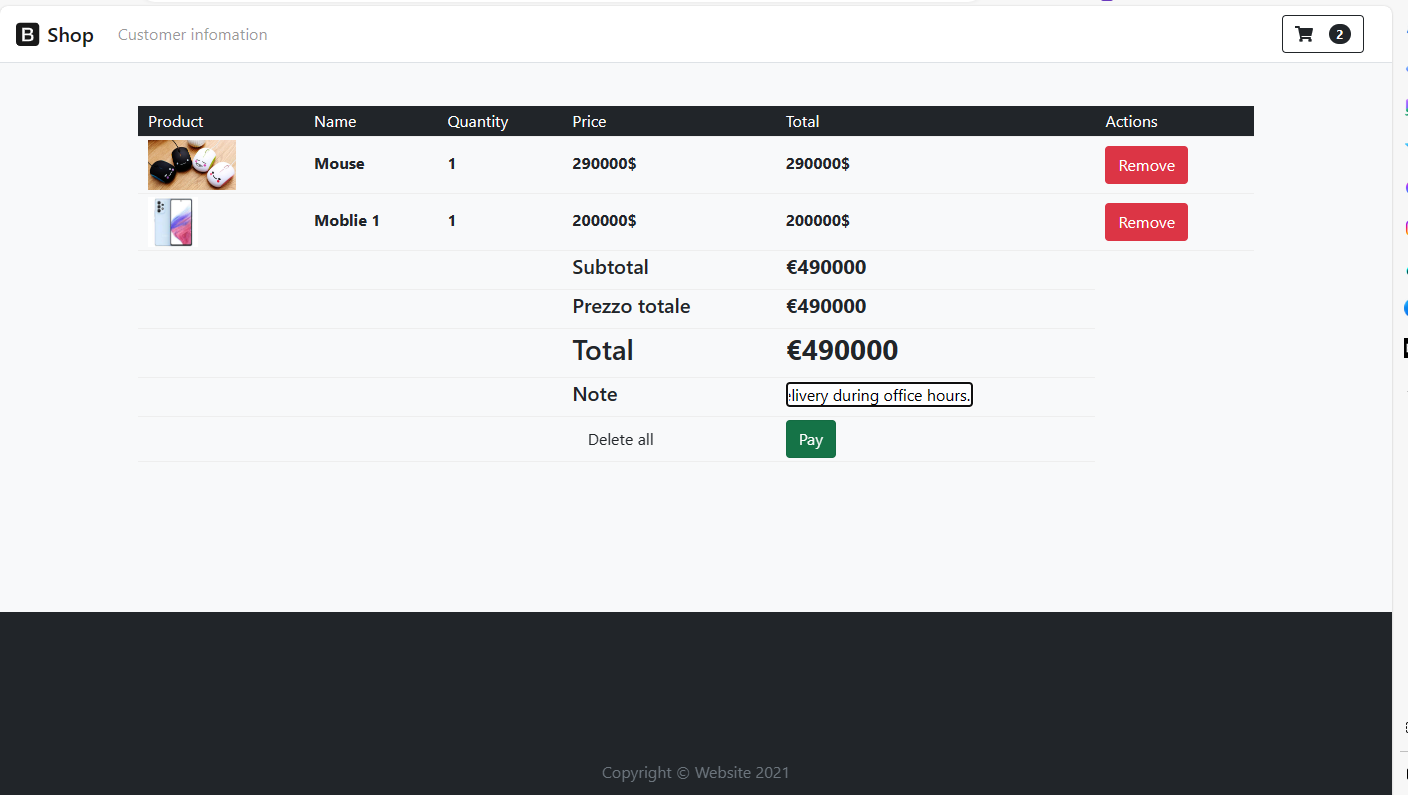 B Shop Customer infomation 2
Product Name Quantity Price Total Actions
Mouse 1 290000$ 290000$ Remove
Moblie 1 1 200000$ 200000$ Remove
Subtotal €490000
Prezzo totale €490000
Total €490000
Note livery during office hours.
Delete all Pay
Copyright © Website 2021